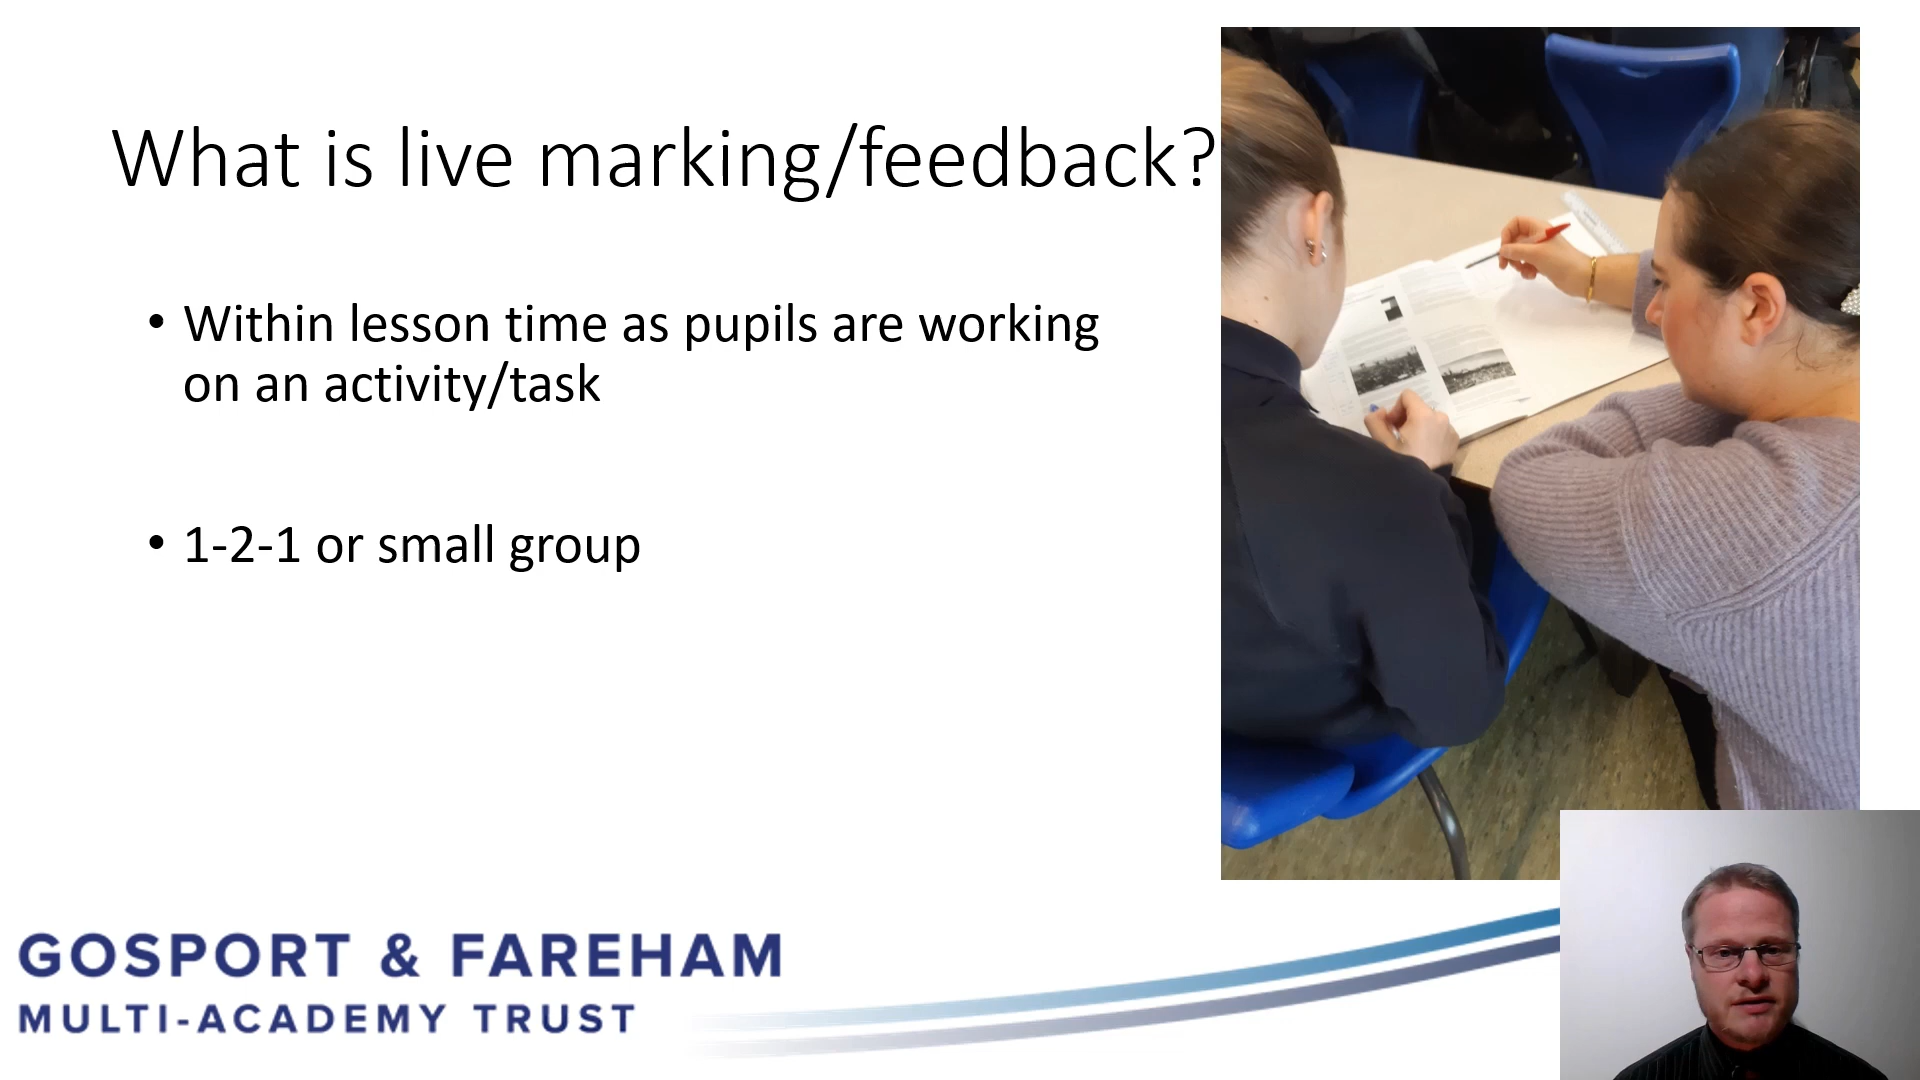 What is live marking/feedback?
• Within lesson time as pupils are working
on an activity/task
• 1-2-1 or small group
GOSPORT & FAREHAM
MULTI-ACADEMY TRUST